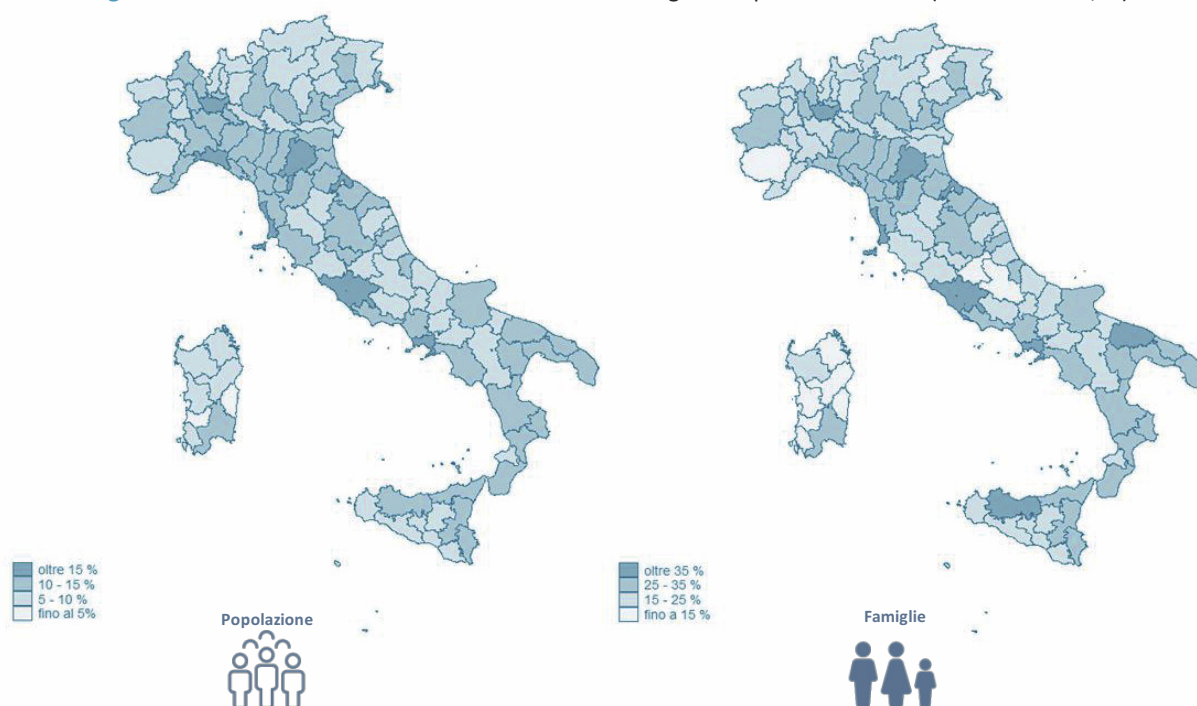 oltre 15 %
10 - 15 %
5 - 10 %
fino al 5%
Popolazione
oltre 35 %
25 - 35 %
15 - 25 %
fino a 15 %
Famiglie